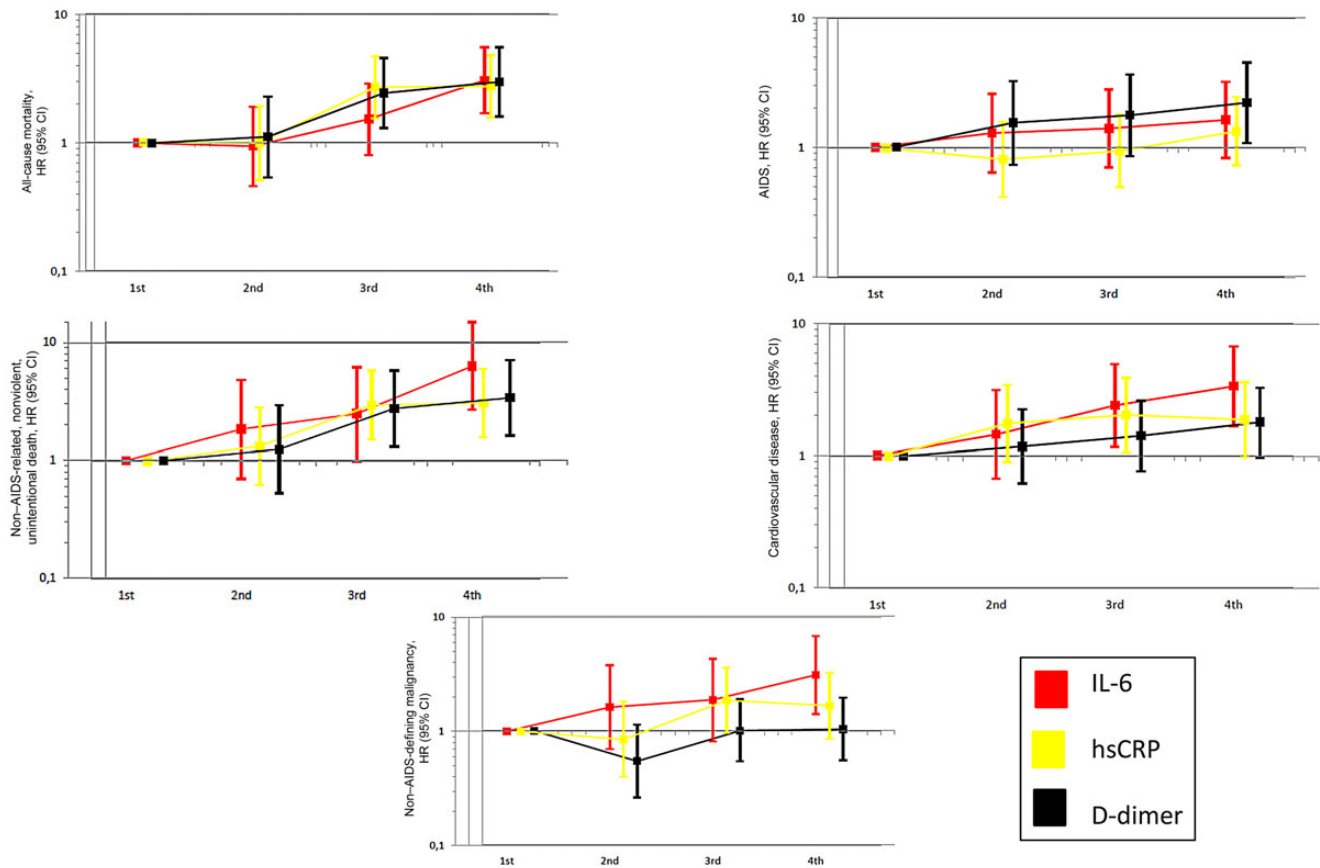 All-cause mortality,
HR (95% CI)
10
1
0,1
1st 2nd 3rd 4th
AIDS, HR (95% CI)
10
1
0,1
1st 2nd 3rd 4th
Non–AIDS-related, nonviolent,
unintentional death, HR (95% CI)
10
1
0,1
1st 2nd 3rd 4th
Cardiovascular disease, HR (95% CI)
10
1
0,1
1st 2nd 3rd 4th
Non–AIDS-defining malignancy,
HR (95% CI)
10
1
0,1
1st 2nd 3rd 4th
IL-6
hsCRP
D-dimer